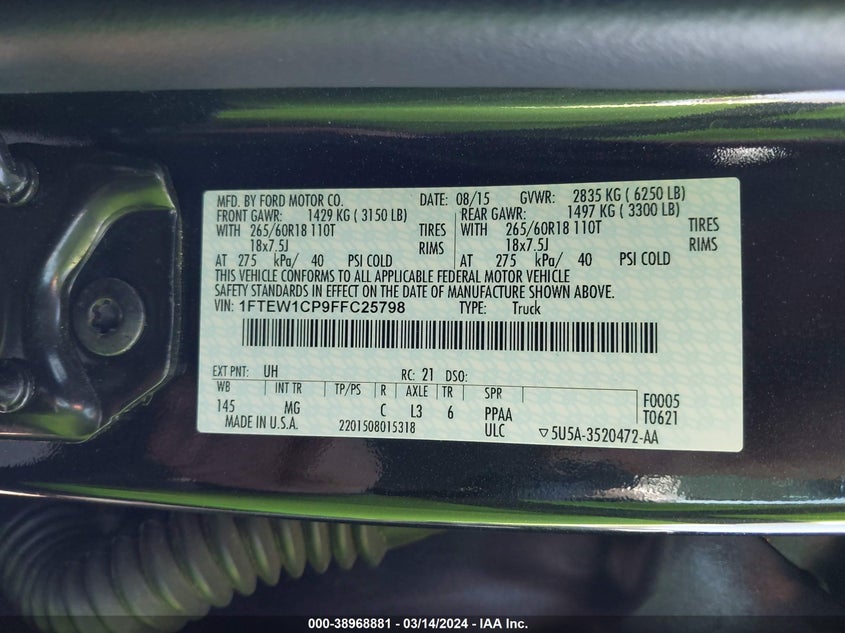 MFD. BY FORD MOTOR CO. DATE: 08/15 GVWR: 2835 KG ( 6250 LB)
FRONT GAWR: 1429 KG ( 3150 LB) REAR GAWR: 1497 KG ( 3300 LB)
WITH 265/60R18 110T TIRES WITH 265/60R18 110T TIRES
18x7.5J RIMS 18x7.5J RIMS
AT 275 kPa/ 40 PSI COLD AT 275 kPa/ 40 PSI COLD
THIS VEHICLE CONFORMS TO ALL APPLICABLE FEDERAL MOTOR VEHICLE
SAFETY STANDARDS IN EFFECT ON THE DATE OF MANUFACTURE SHOWN ABOVE.
VIN: 1FTEW1CP9FFC25798 TYPE: Truck
EXT PNT: UH RC: 21 DSO:
WB INT TR TP/PS R AXLE TR SPR F0005
145 MG C L3 6 PPAA T0621
MADE IN U.S.A. 2201508015318 ULC ▽5U5A-3520472-AA
000-38968881 - 03/14/2024 - IAA Inc.